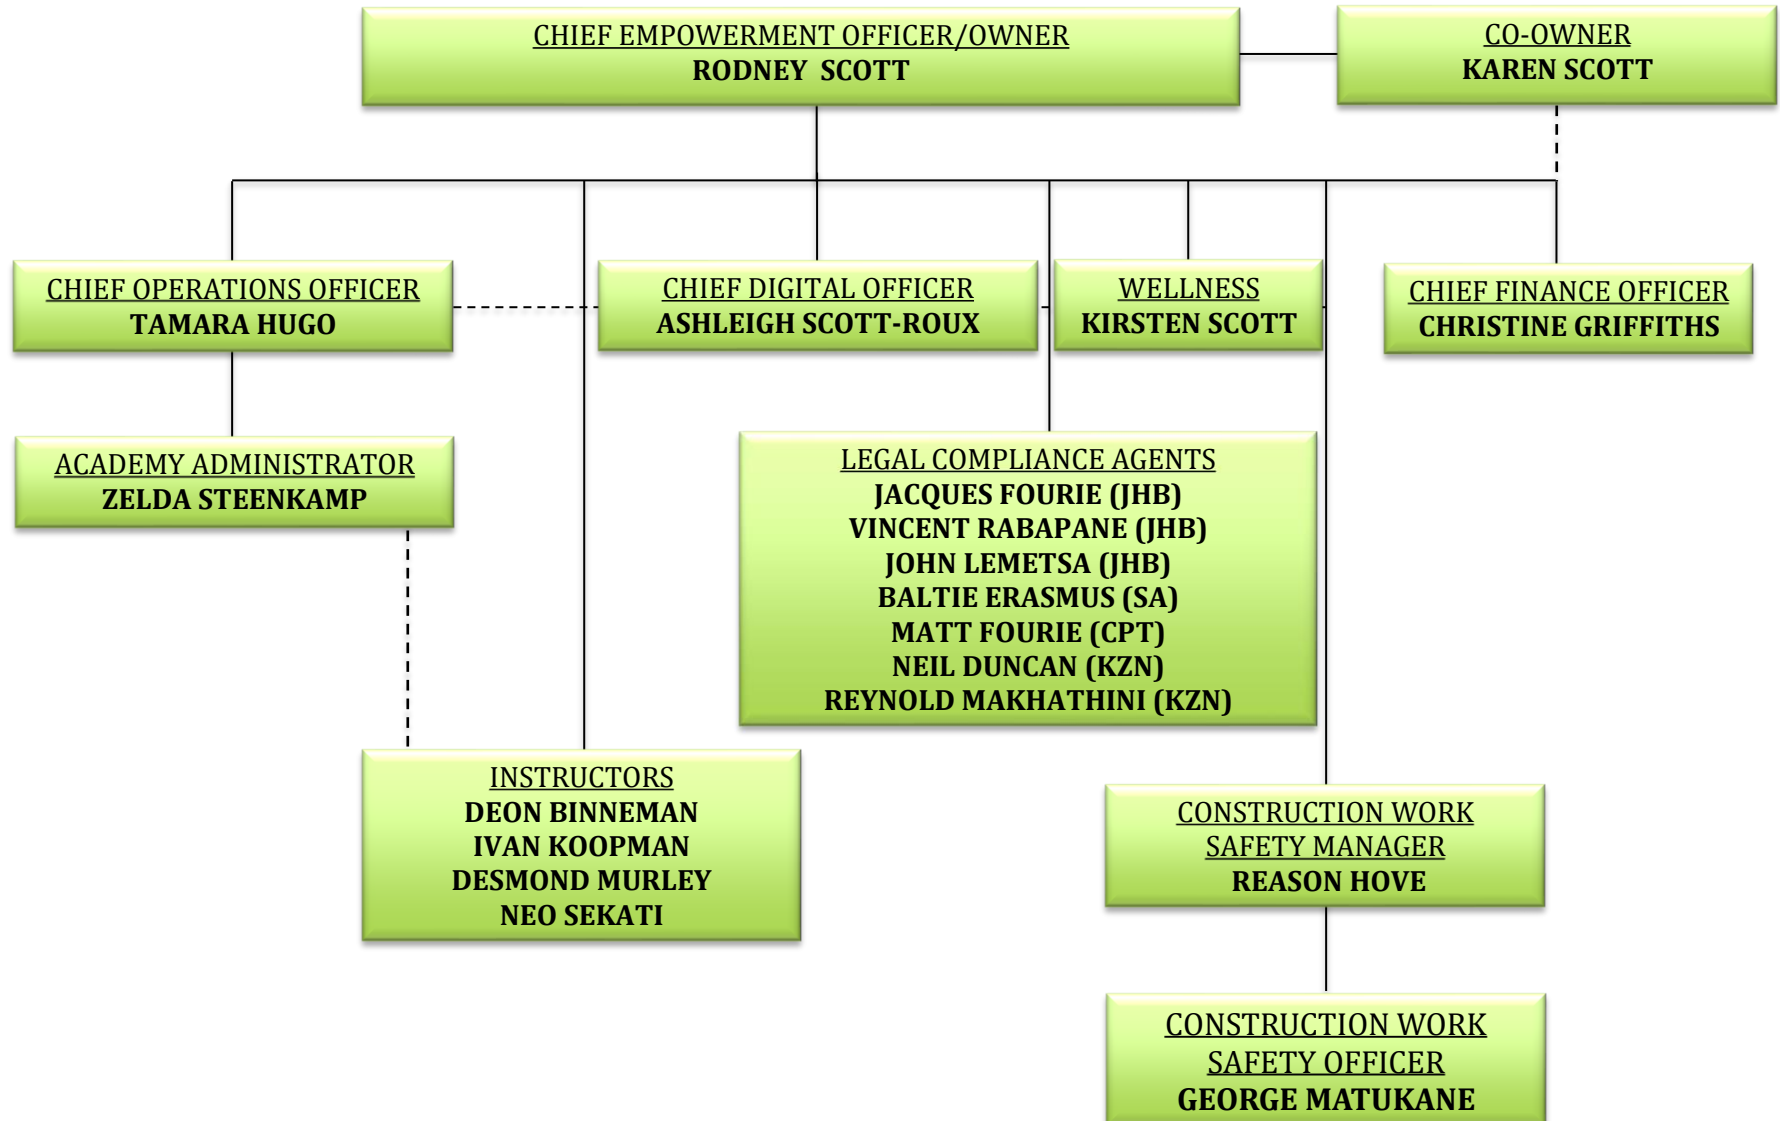 CHIEF EMPOWERMENT OFFICER/OWNER
RODNEY SCOTT
CO-OWNER
KAREN SCOTT
CHIEF OPERATIONS OFFICER
TAMARA HUGO
CHIEF DIGITAL OFFICER
ASHLEIGH SCOTT-ROUX
WELLNESS
KIRSTEN SCOTT
CHIEF FINANCE OFFICER
CHRISTINE GRIFFITHS
ACADEMY ADMINISTRATOR
ZELDA STEENKAMP
LEGAL COMPLIANCE AGENTS
JACQUES FOURIE (JHB)
VINCENT RABAPANE (JHB)
JOHN LEMETSA (JHB)
BALTIE ERASMUS (SA)
MATT FOURIE (CPT)
NEIL DUNCAN (KZN)
REYNOLD MAKHATHINI (KZN)
INSTRUCTORS
DEON BINNEMAN
IVAN KOOPMAN
DESMOND MURLEY
NEO SEKATI
CONSTRUCTION WORK
SAFETY MANAGER
REASON HOVE
CONSTRUCTION WORK
SAFETY OFFICER
GEORGE MATUKANE